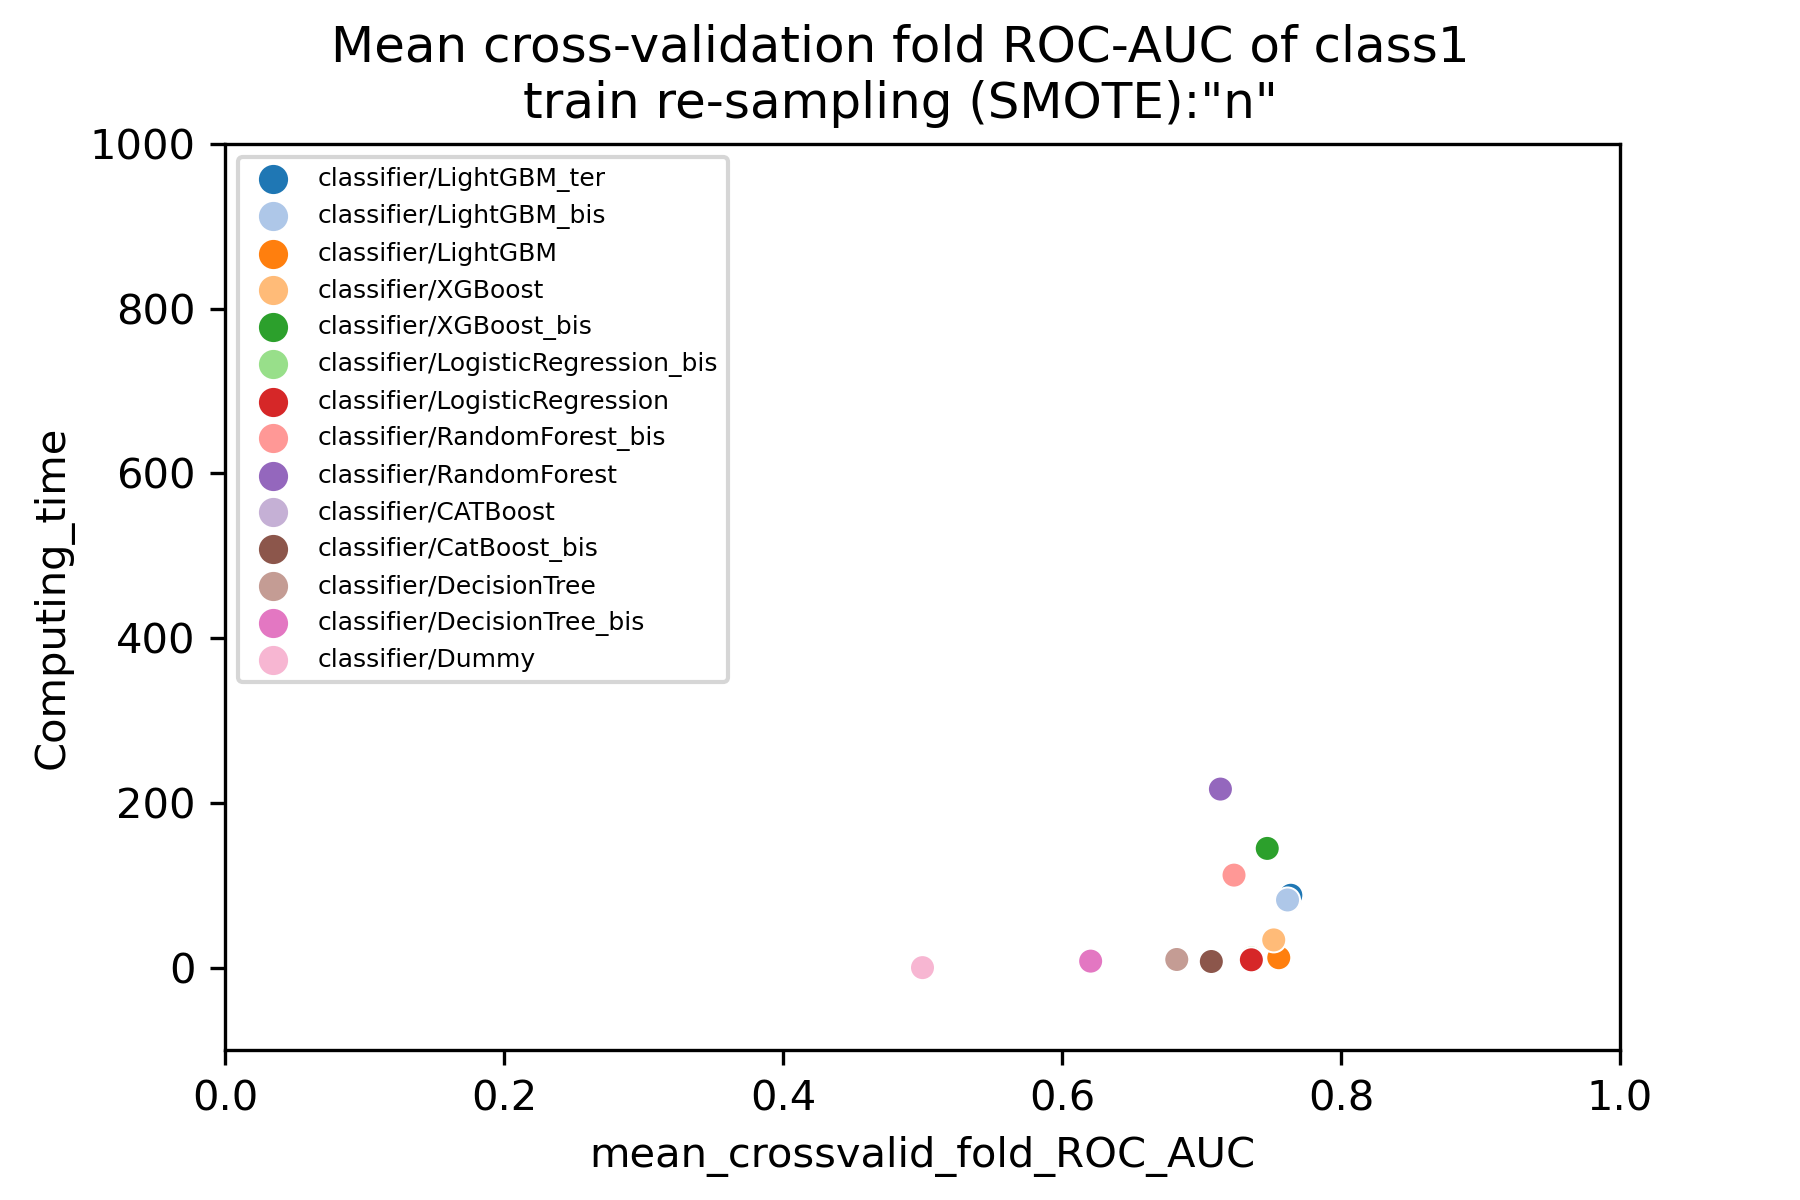 Mean cross-validation fold ROC-AUC of class1
train re-sampling (SMOTE):"n"
1000
800
600
400
200
0
Computing_time
classifier/LightGBM_ter
classifier/LightGBM_bis
classifier/LightGBM
classifier/XGBoost
classifier/XGBoost_bis
classifier/LogisticRegression_bis
classifier/LogisticRegression
classifier/RandomForest_bis
classifier/RandomForest
classifier/CATBoost
classifier/CatBoost_bis
classifier/DecisionTree
classifier/DecisionTree_bis
classifier/Dummy
0.0 0.2 0.4 0.6 0.8 1.0
mean_crossvalid_fold_ROC_AUC